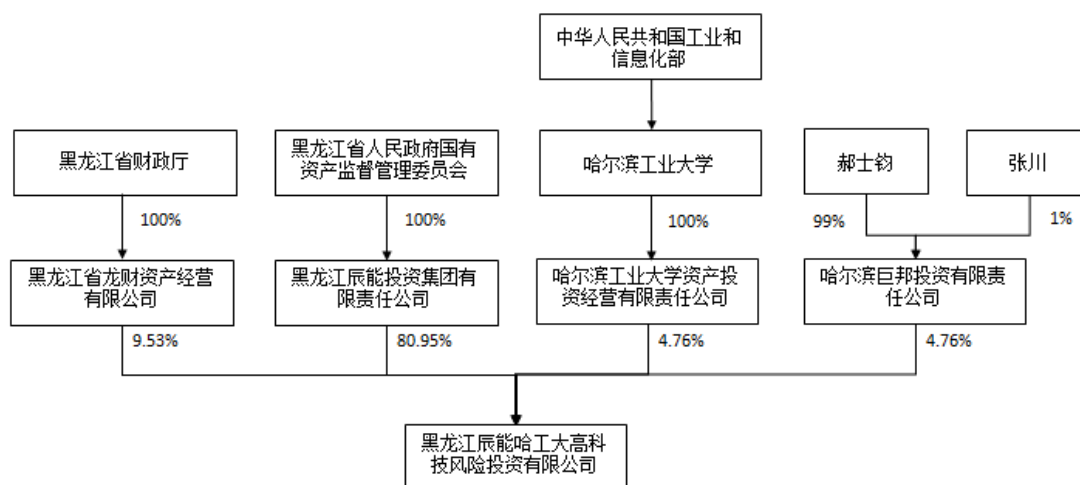 中华人民共和国工业和
信息化部
黑龙江省财政厅
黑龙江省人民政府国有
资产监督管理委员会
哈尔滨工业大学
郝士钧
张川
100%
100%
100%
99%
1%
黑龙江省龙财资产经营
有限公司
黑龙江辰能投资集团有
限责任公司
哈尔滨工业大学资产投
资经营有限责任公司
哈尔滨巨邦投资有限责
任公司
9.53%
80.95%
4.76%
4.76%
黑龙江辰能哈工大高科
技风险投资有限公司